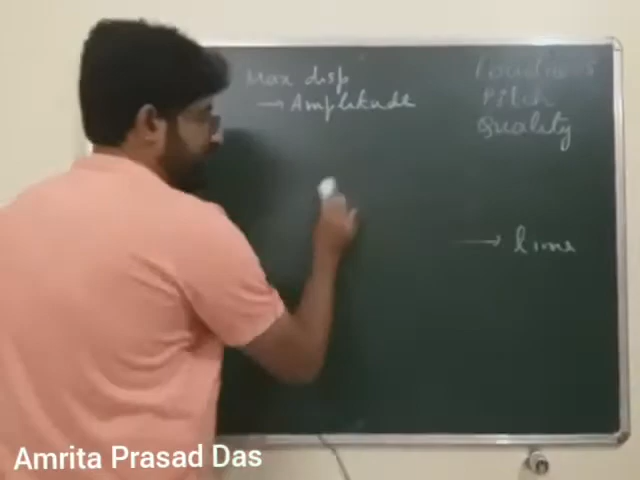 Max disp
→ Amplitude
Loudness
Pitch
Quality
→ time
Amrita Prasad Das